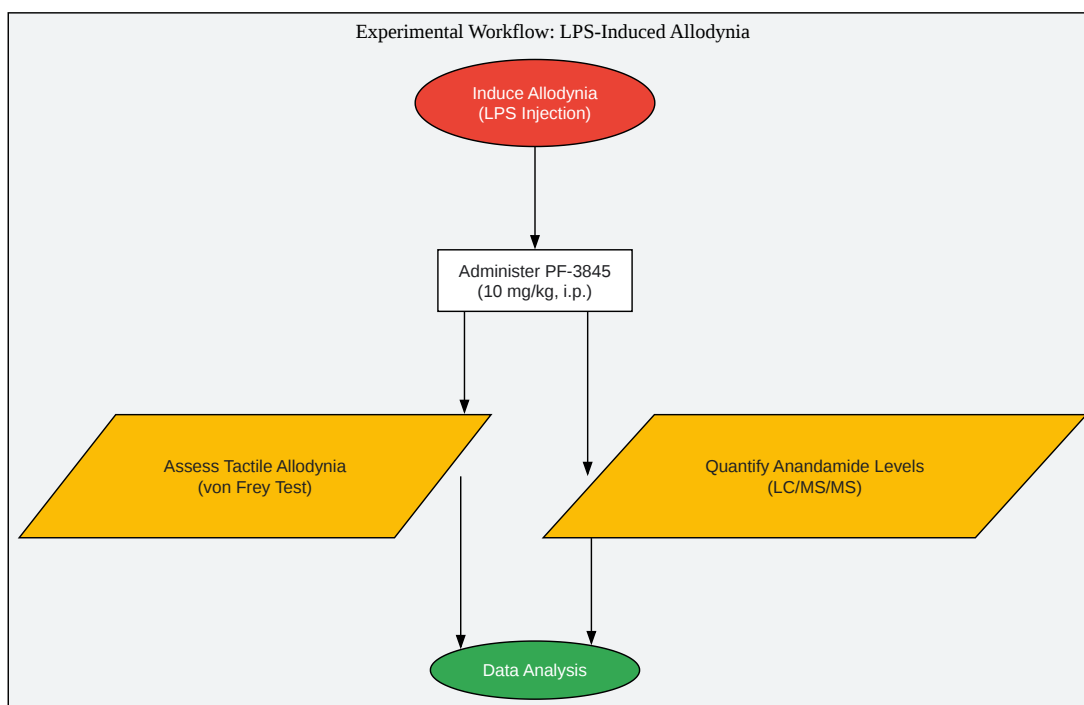 Experimental Workflow: LPS-Induced Allodynia
Induce Allodynia
(LPS Injection)
Administer PF-3845
(10 mg/kg, i.p.)
Assess Tactile Allodynia
(von Frey Test)
Quantify Anandamide Levels
(LC/MS/MS)
Data Analysis